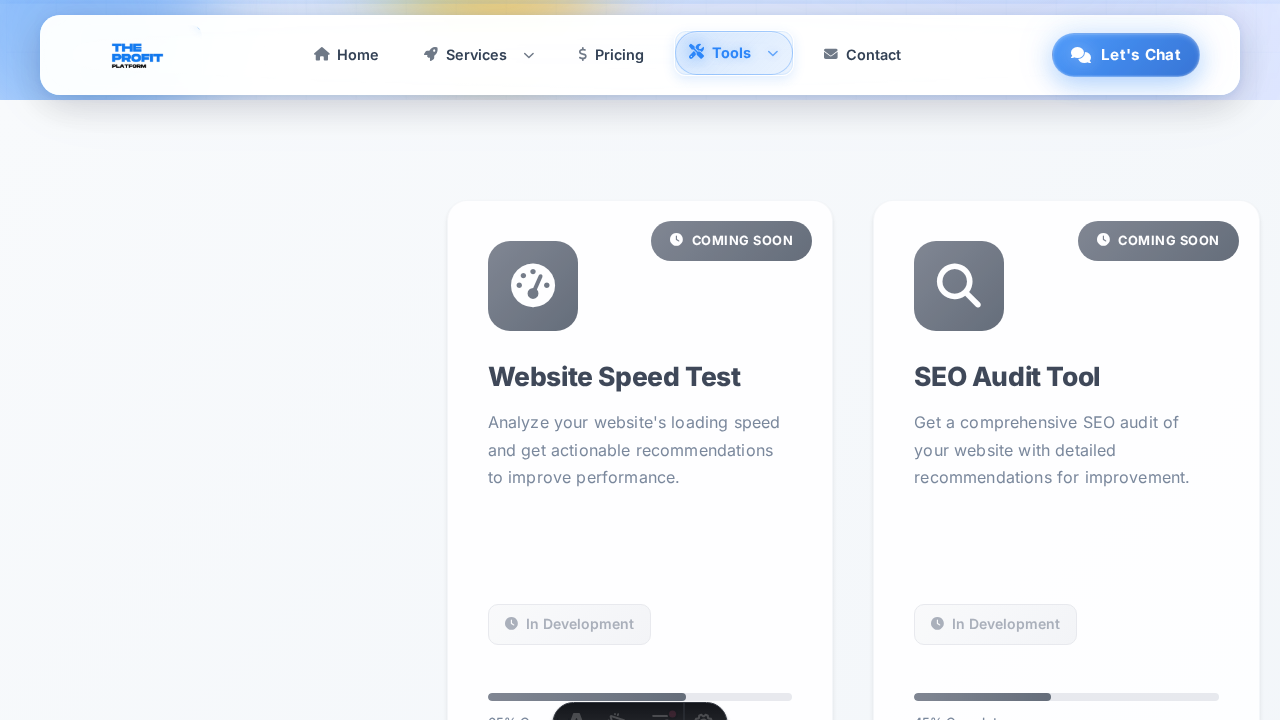 THE
PROFIT
PLATFORM
Home
Services
Pricing
Tools
Contact
Let's Chat
COMING SOON
Website Speed Test
Analyze your website's loading speed
and get actionable recommendations
to improve performance.
In Development
COMING SOON
SEO Audit Tool
Get a comprehensive SEO audit of
your website with detailed
recommendations for improvement.
In Development